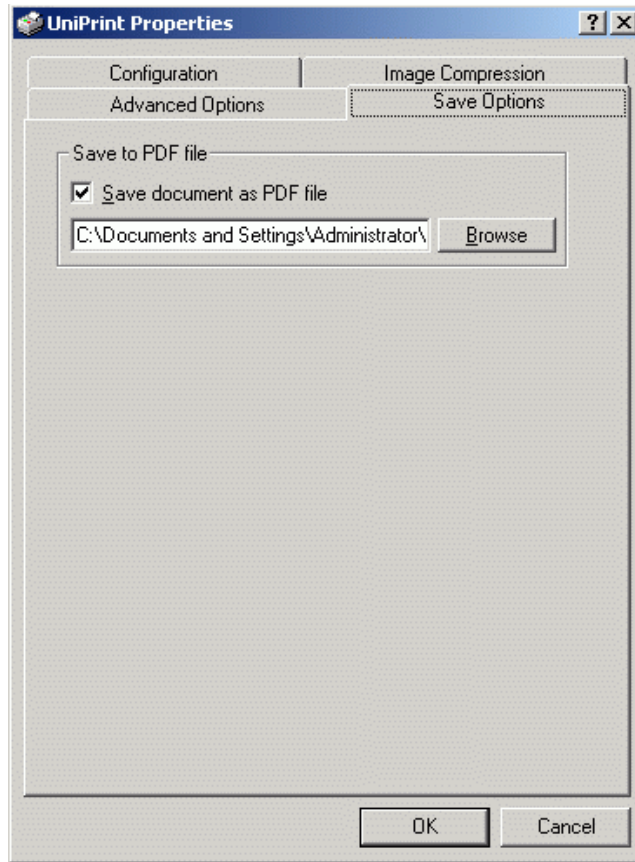 UniPrint Properties
Configuration
Image Compression
Advanced Options
Save Options
Save to PDF file
Save document as PDF file
C:\Documents and Settings\Administrator\
Browse
OK
Cancel